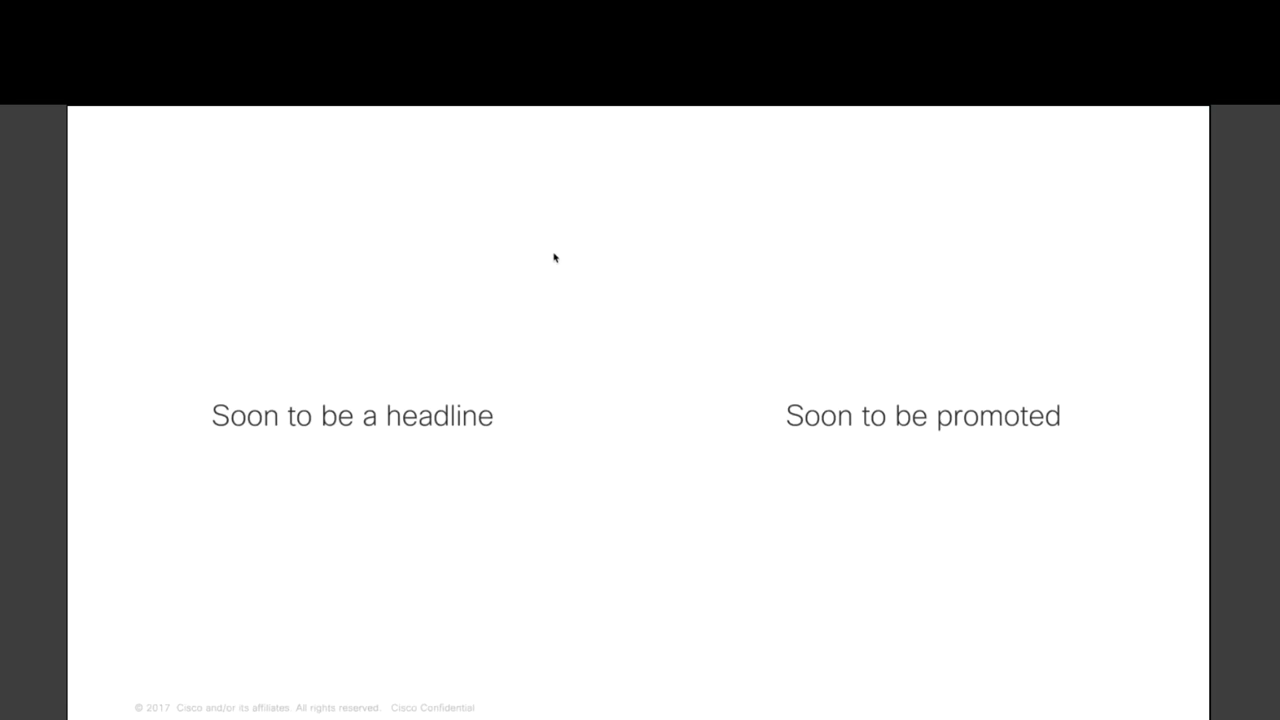 Soon to be a headline
Soon to be promoted
© 2017 Cisco and/or its affiliates. All rights reserved. Cisco Confidential